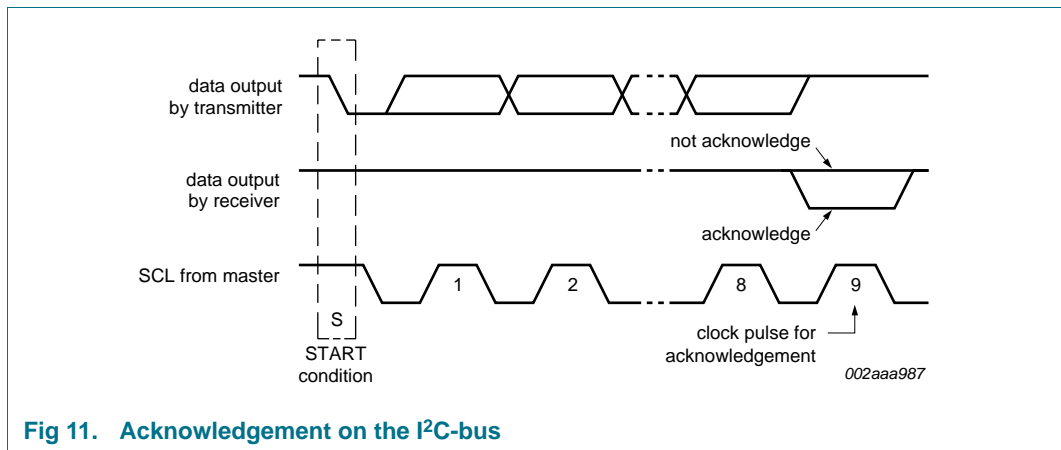 data output
by transmitter
not acknowledge
data output
by receiver
acknowledge
SCL from master
1
2
8
9
S
START
condition
clock pulse for
acknowledgement
002aaa987
Fig 11. Acknowledgement on the I²C-bus